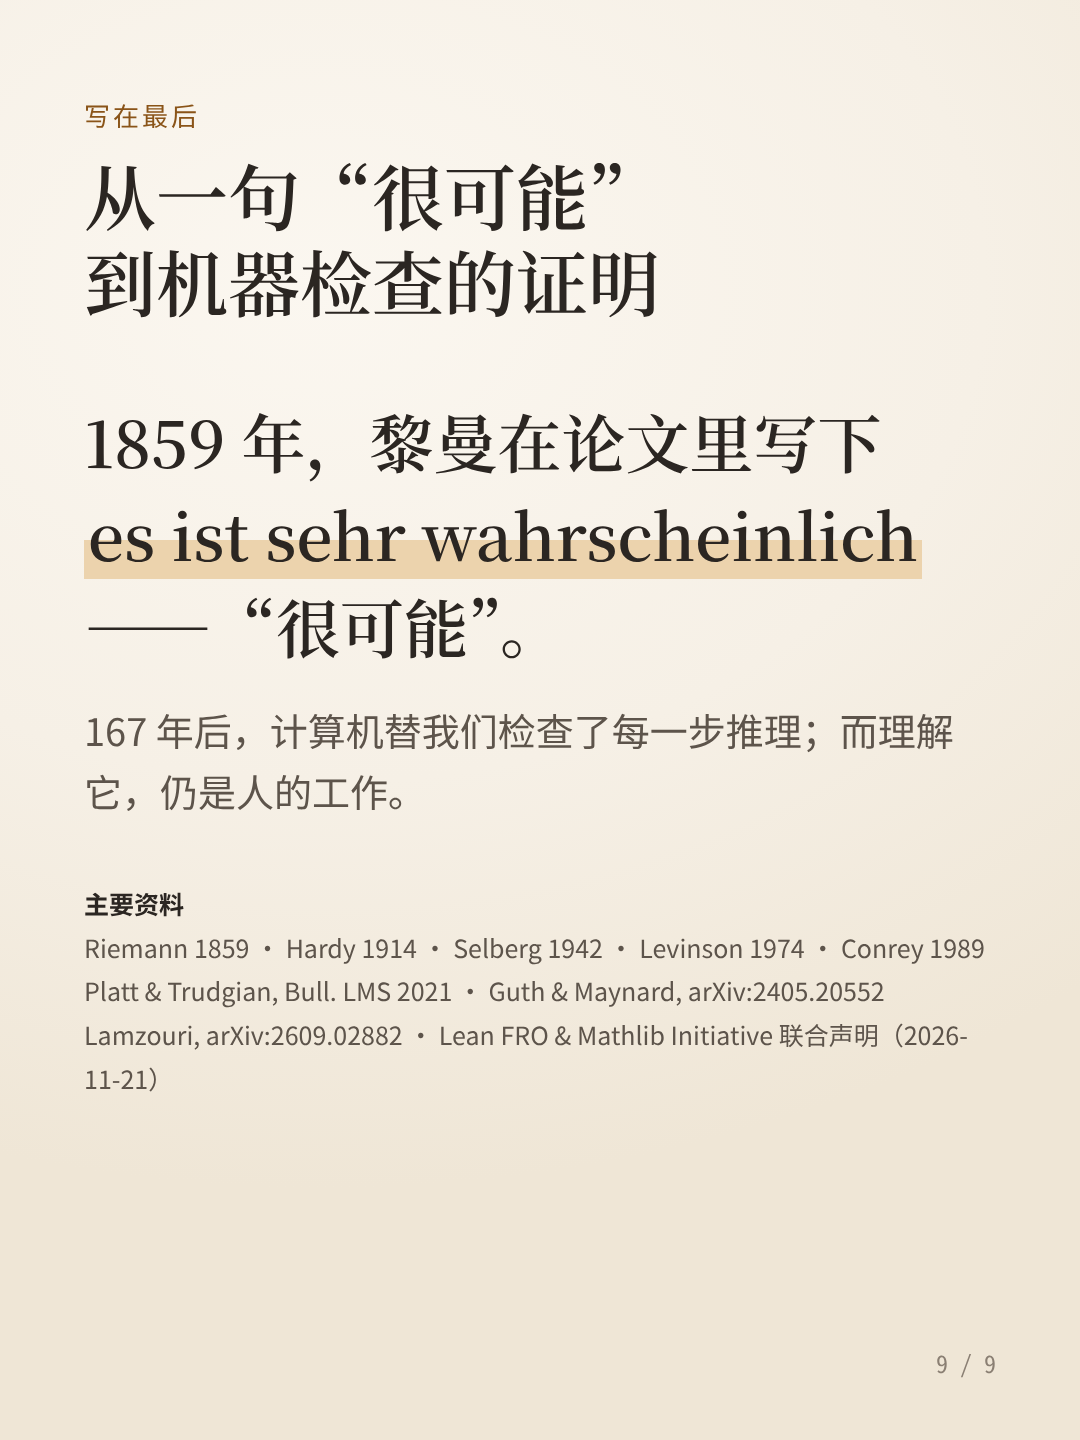 写在最后
从一句“很可能”
到机器检查的证明
1859 年，黎曼在论文里写下
es ist sehr wahrscheinlich
——“很可能”。
167 年后，计算机替我们检查了每一步推理；而理解
它，仍是人的工作。
主要资料
Riemann 1859 · Hardy 1914 · Selberg 1942 · Levinson 1974 · Conrey 1989
Platt & Trudgian, Bull. LMS 2021 · Guth & Maynard, arXiv:2405.20552
Lamzouri, arXiv:2609.02882 · Lean FRO & Mathlib Initiative 联合声明（2026-
11-21）
9 / 9